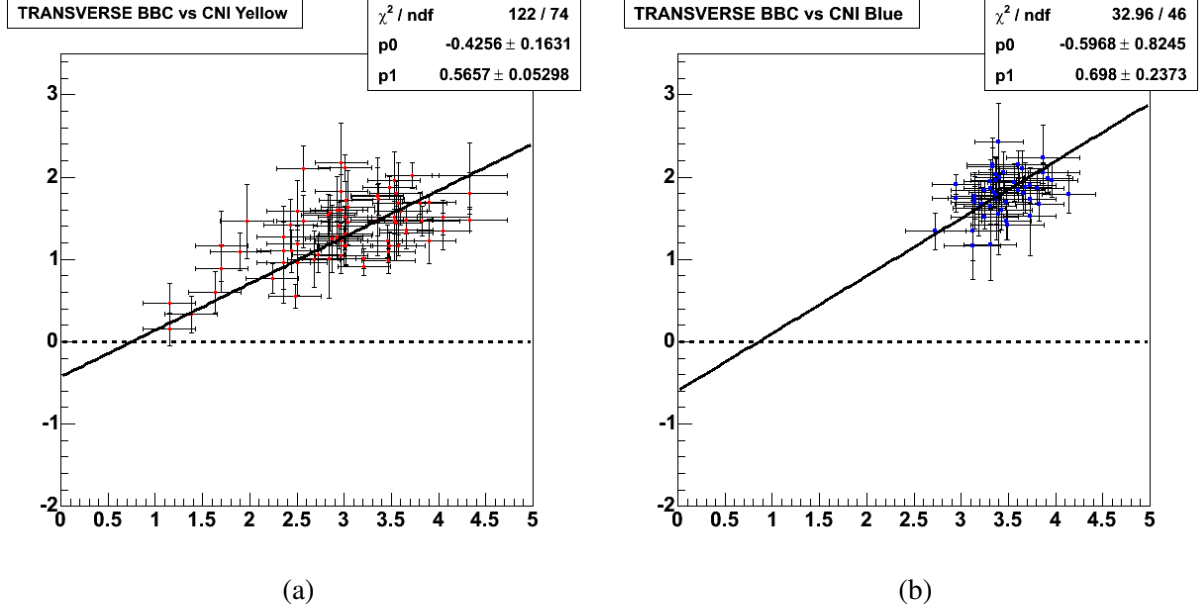 TRANSVERSE BBC vs CNI Yellow
χ² / ndf 122 / 74
p0 -0.4256 ± 0.1631
p1 0.5657 ± 0.05298
3
2
1
0
-1
-2
0 0.5 1 1.5 2 2.5 3 3.5 4 4.5 5
(a)
TRANSVERSE BBC vs CNI Blue
χ² / ndf 32.96 / 46
p0 -0.5968 ± 0.8245
p1 0.698 ± 0.2373
3
2
1
0
-1
-2
0 0.5 1 1.5 2 2.5 3 3.5 4 4.5 5
(b)